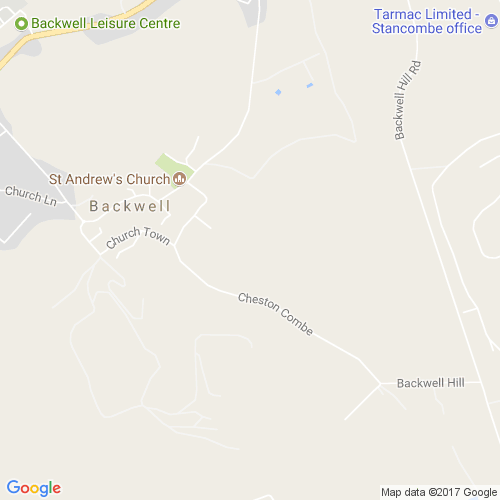 Backwell Leisure Centre
Tarmac Limited -
Stancombe office
Backwell Hill Rd
St Andrew's Church
Church Ln
Backwell
Church Town
Cheston Combe
Backwell Hill
Google
Map data ©2017 Google